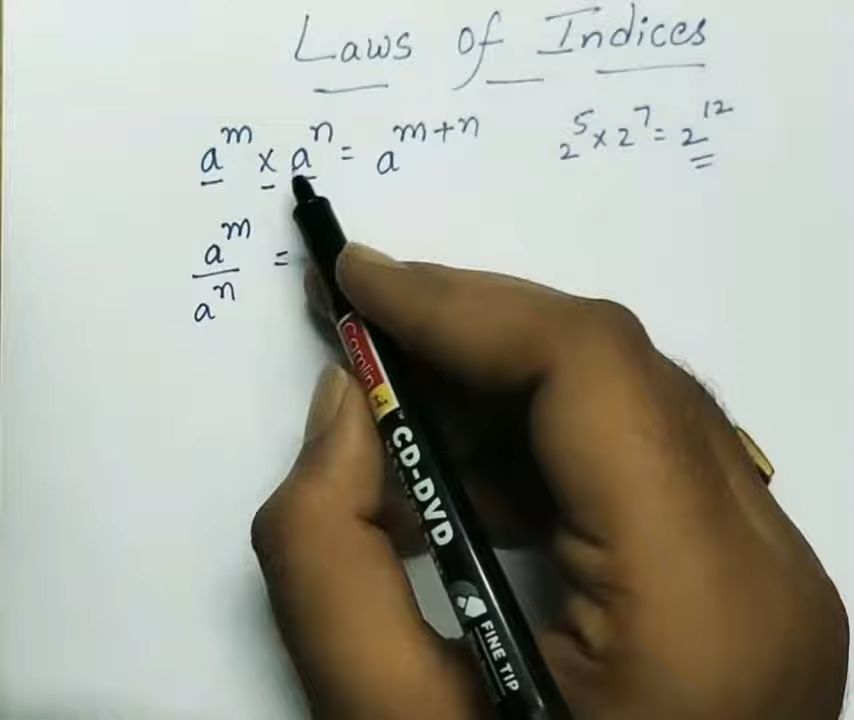 Laws of Indices
a^m × a^n = a^{m+n} 2^5 × 2^7 = 2^{12}
a^m / a^n =
Camlin
CD-DVD
FINE TIP